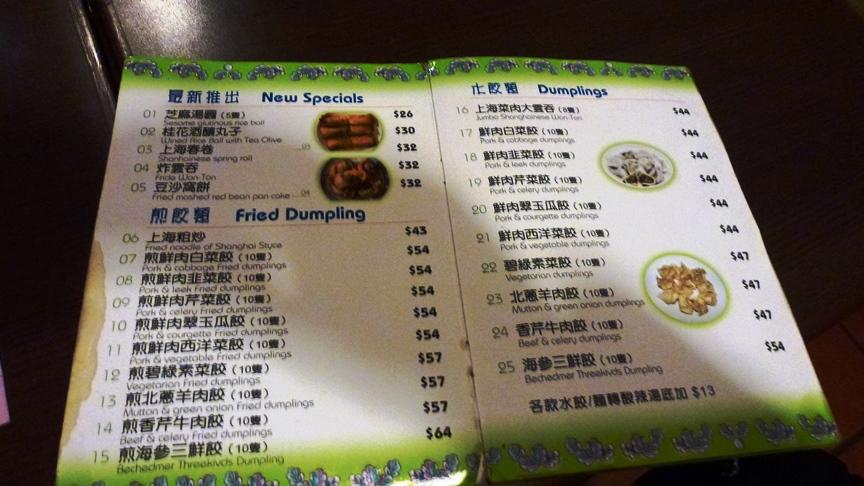 最新推出 New Specials
01 芝麻湯圓 (5隻) $26
Sesame glutinous rice ball
02 桂花酒釀丸子 $30
Wined Rice Ball with Tea Olive
03 上海春卷 03 $32
Shanhainese spring roll
04 炸雲吞 $32
Fride Won-Ton
05 豆沙窩餅 $32
Fried mashed red bean pan cake 04
煎餃類 Fried Dumpling
06 上海粗炒 $43
Fried noodle of Shanghai Styce
07 煎鮮肉白菜餃 (10隻) $54
Pork & cabbage Fried dumplings
08 煎鮮肉韭菜餃 (10隻) $54
Pork & leek Fried dumplings
09 煎鮮肉芹菜餃 (10隻) $54
Pork & celery Fried dumplings
10 煎鮮肉翠玉瓜餃 (10隻) $54
Pork & courgette Fried dumplings
11 煎鮮肉西洋菜餃 (10隻) $54
Pork & vegetable Fried dumplings
12 煎碧綠素菜餃 (10隻) $57
Vegetarian Fried dumplings
13 煎北蔥羊肉餃 (10隻) $57
Mutton & green onion Fried dumplings
14 煎香芹牛肉餃 (10隻) $57
Beef & celery Fried dumplings
15 煎海參三鮮餃 (10隻) $64
Bechedmer Threekivds Dumpling
水餃類 Dumplings
16 上海菜肉大雲吞 (8隻) $44
Jumbo Shanghainese Won-Ton
17 鮮肉白菜餃 (10隻) $44
Pork & cabbage dumplings
18 鮮肉韭菜餃 (10隻) $44
Pork & leek dumplings
19 鮮肉芹菜餃 (10隻) $44
Pork & celery dumplings
20 鮮肉翠玉瓜餃 (10隻) $44
Pork & courgette dumplings
21 鮮肉西洋菜餃 (10隻) $44
Pork & vegetable dumplings
22 碧綠素菜餃 (10隻) $47
Vegetarian dumplings
23 北蔥羊肉餃 (10隻) $47
Mutton & green onion dumplings
24 香芹牛肉餃 (10隻) $47
Beef & celery dumplings
25 海參三鮮餃 (10隻) $54
Bechedmer Threekivds Dumpling
各款水餃/麵轉酸辣湯底加 $13